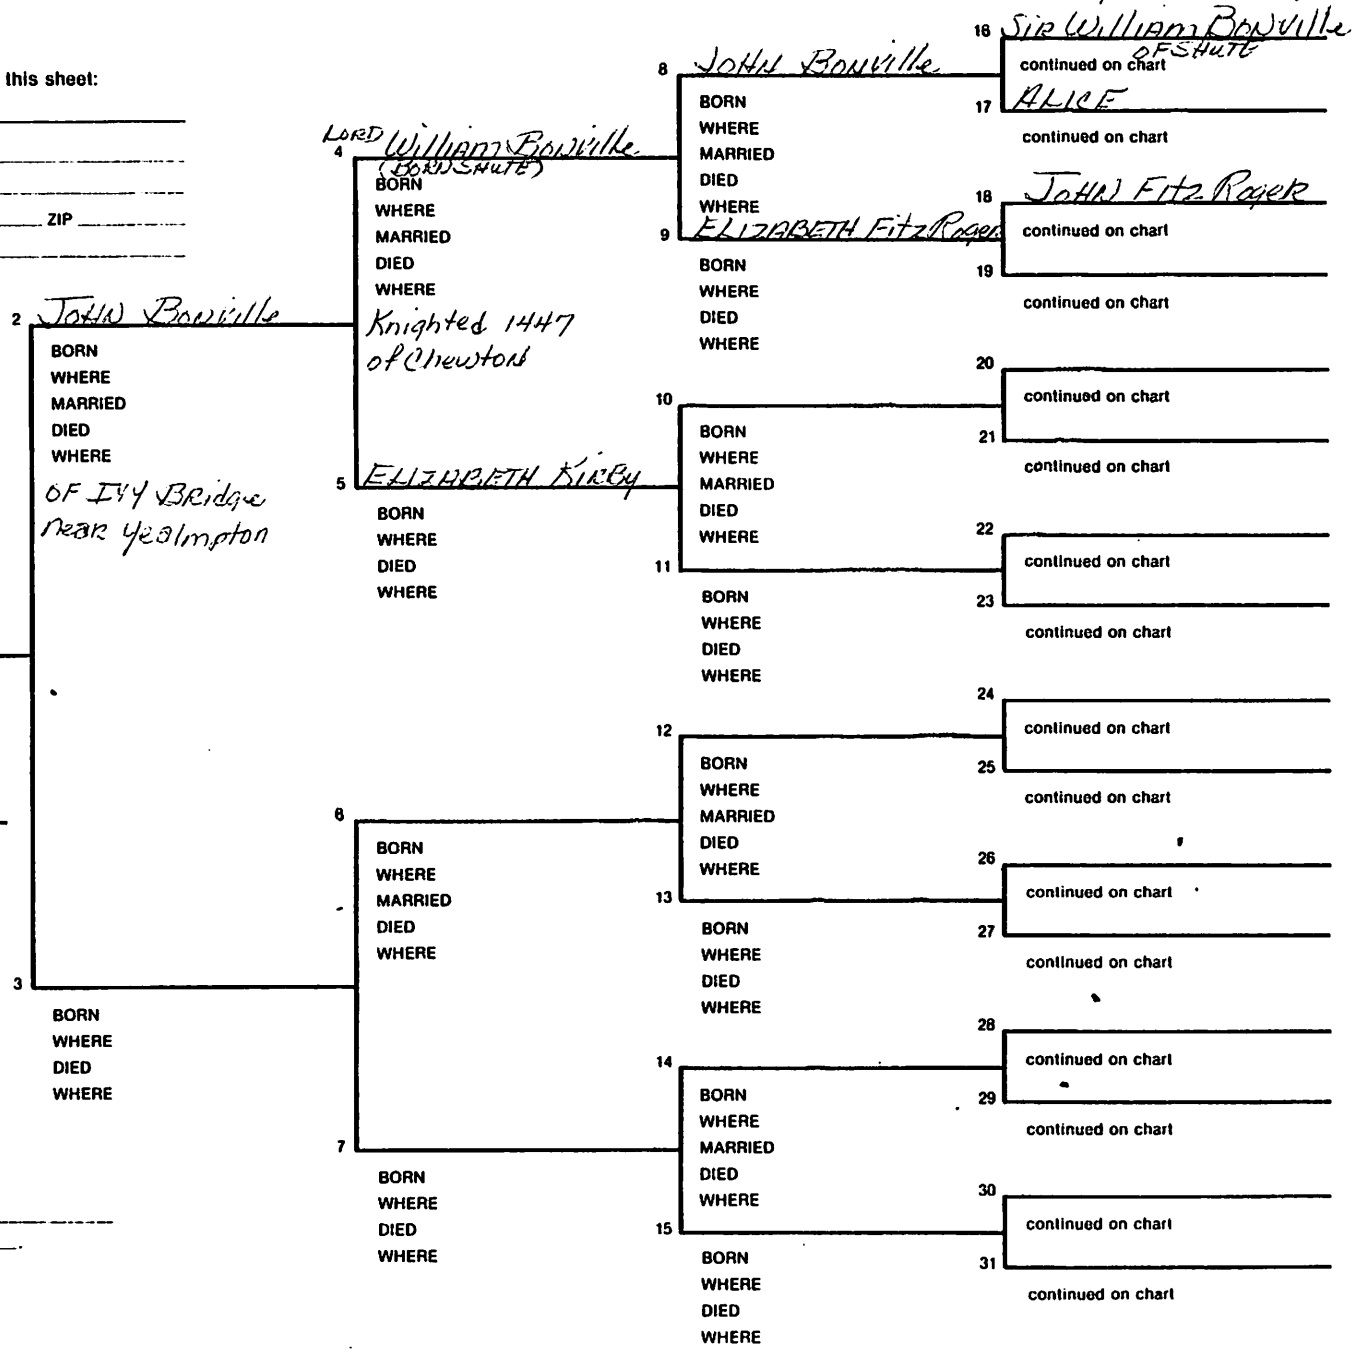 this sheet:
ZIP
2 John Bonville
BORN
WHERE
MARRIED
DIED
WHERE
OF IVY Bridge
near Yealmpton
3
BORN
WHERE
DIED
WHERE
LORD William Bonville
4
(BORN SHUTE)
BORN
WHERE
MARRIED
DIED
WHERE
Knighted 1447
of Chewton
5 ELIZABETH KIRBY
BORN
WHERE
DIED
WHERE
6
BORN
WHERE
MARRIED
DIED
WHERE
7
BORN
WHERE
DIED
WHERE
8 JOHN Bonville
BORN
WHERE
MARRIED
DIED
WHERE
9 ELIZABETH Fitz Roger
BORN
WHERE
DIED
WHERE
10
BORN
WHERE
MARRIED
DIED
WHERE
11
BORN
WHERE
DIED
WHERE
12
BORN
WHERE
MARRIED
DIED
WHERE
13
BORN
WHERE
DIED
WHERE
14
BORN
WHERE
MARRIED
DIED
WHERE
15
BORN
WHERE
DIED
WHERE
16 Sir William Bonville
OF SHUTE
continued on chart
17 ALICE
continued on chart
18 JOHN Fitz Roger
continued on chart
19
continued on chart
20
continued on chart
21
continued on chart
22
continued on chart
23
continued on chart
24
continued on chart
25
continued on chart
26
continued on chart
27
continued on chart
28
continued on chart
29
continued on chart
30
continued on chart
31
continued on chart